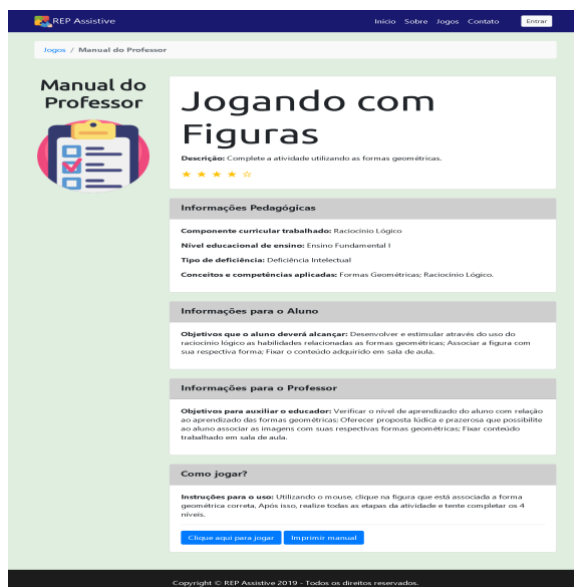 REP Assistive
Início Sobre Jogos Contato Entrar
Jogos / Manual do Professor
Manual do
Professor
Jogando com
Figuras
Descrição: Complete a atividade utilizando as formas geométricas.
Informações Pedagógicas
Componente curricular trabalhado: Raciocínio Lógico
Nível educacional de ensino: Ensino Fundamental I
Tipo de deficiência: Deficiência Intelectual
Conceitos e competências aplicadas: Formas Geométricas; Raciocínio Lógico.
Informações para o Aluno
Objetivos que o aluno deverá alcançar: Desenvolver e estimular através do uso do
raciocínio lógico as habilidades relacionadas as formas geométricas; Associar a figura com
sua respectiva forma; Fixar o conteúdo adquirido em sala de aula.
Informações para o Professor
Objetivos para auxiliar o educador: Verificar o nível de aprendizado do aluno com relação
ao aprendizado das formas geométricas; Oferecer proposta lúdica e prazerosa que possibilite
ao aluno associar as imagens com suas respectivas formas geométricas; Fixar conteúdo
trabalhado em sala de aula.
Como jogar?
Instruções para o uso: Utilizando o mouse, clique na figura que está associada a forma
geométrica correta, Após isso, realize todas as etapas da atividade e tente completar os 4
níveis.
Clique aqui para jogar Imprimir manual
Copyright © REP Assistive 2019 - Todos os direitos reservados.